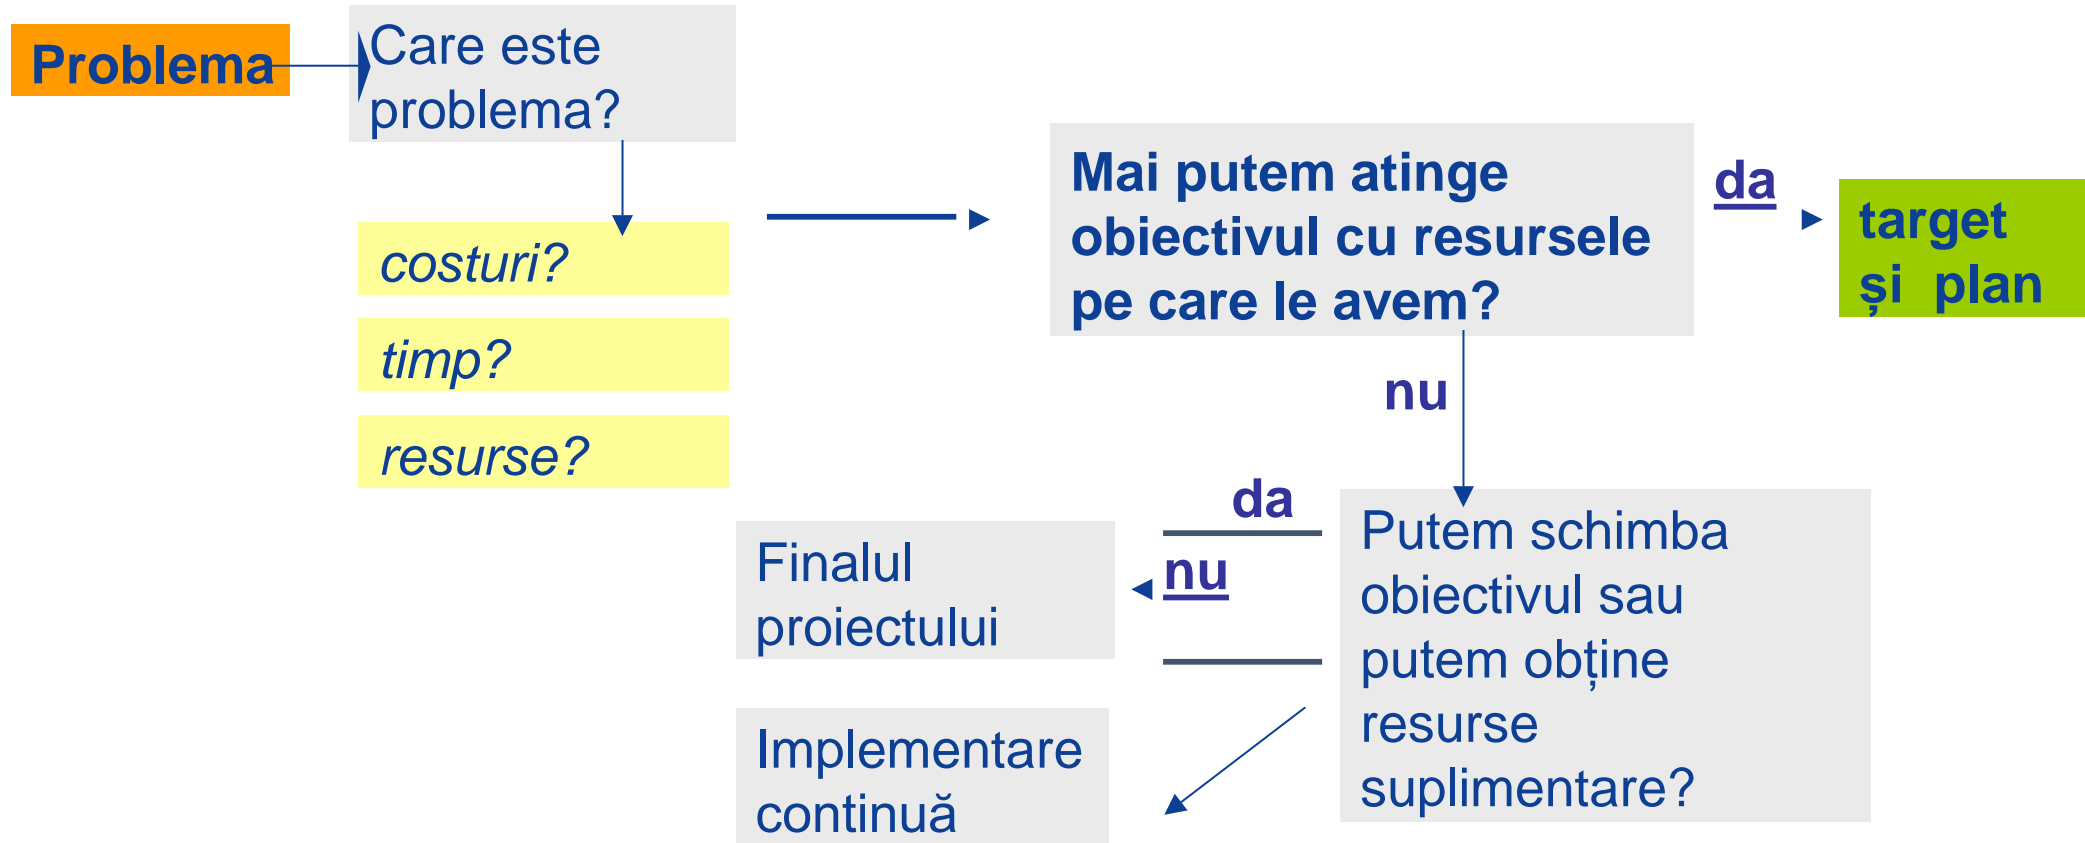 Problema
Care este
problema?
costuri?
timp?
resurse?
Mai putem atinge
obiectivul cu resursele
pe care le avem?
da
target
și plan
nu
da
nu
Finalul
proiectului
Putem schimba
obiectivul sau
putem obține
resurse
suplimentare?
Implementare
continuă